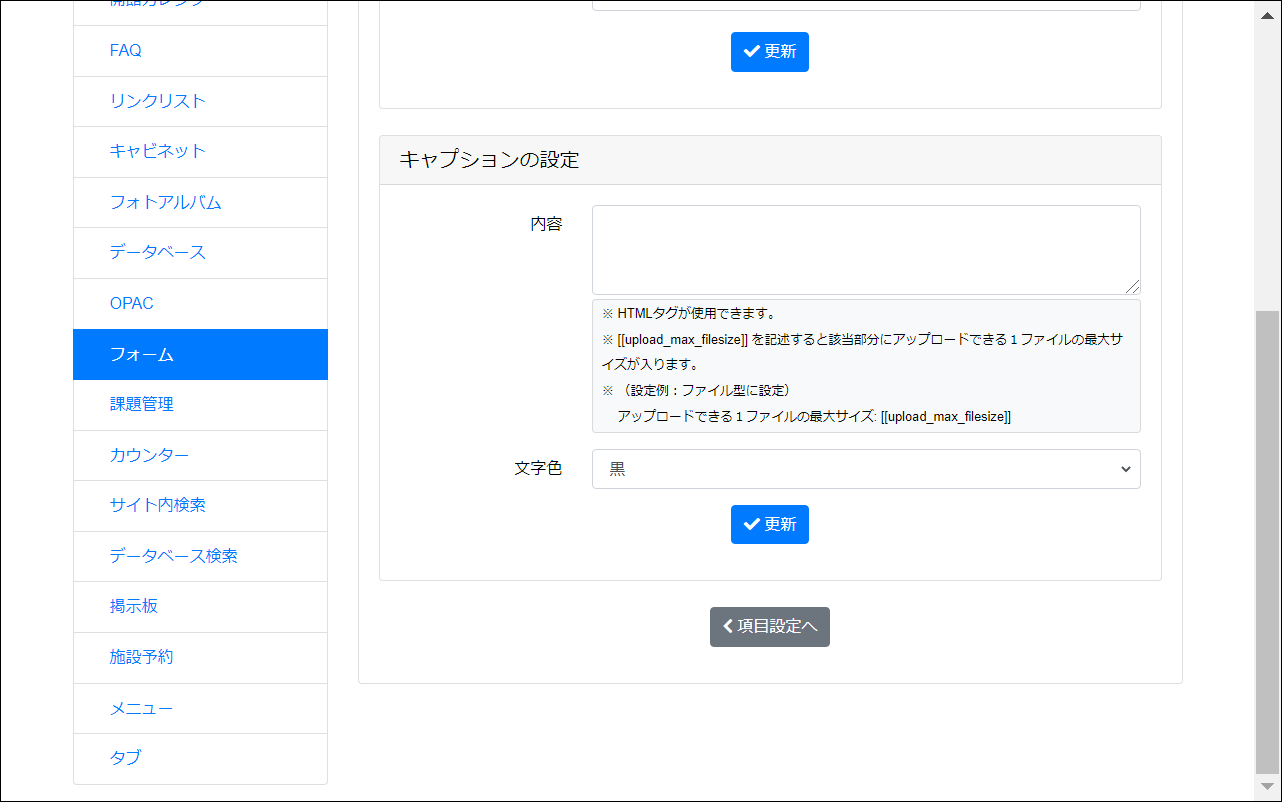 FAQ
リンクリスト
キャビネット
フォトアルバム
データベース
OPAC
フォーム
課題管理
カウンター
サイト内検索
データベース検索
掲示板
施設予約
メニュー
タブ
更新
キャプションの設定
内容
※ HTMLタグが使用できます。
※ [[upload_max_filesize]] を記述すると該当部分にアップロードできる１ファイルの最大サ
イズが入ります。
※ （設定例：ファイル型に設定）
アップロードできる１ファイルの最大サイズ: [[upload_max_filesize]]
文字色
黒
更新
項目設定へ